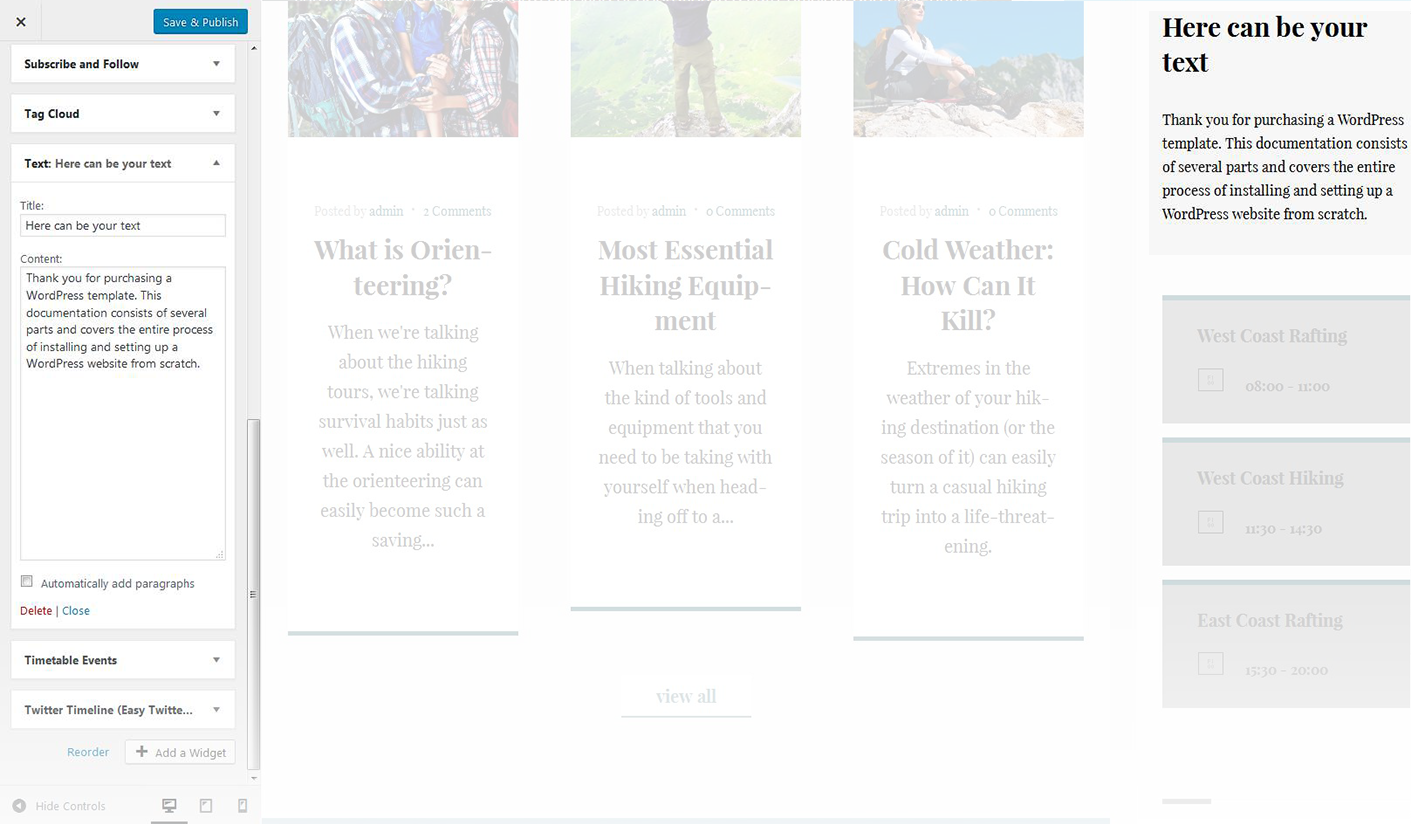 Save & Publish
Subscribe and Follow
Tag Cloud
Text: Here can be your text
Title:
Here can be your text
Content:
Thank you for purchasing a
WordPress template. This
documentation consists of several
parts and covers the entire process
of installing and setting up a
WordPress website from scratch.
Automatically add paragraphs
Delete | Close
Timetable Events
Twitter Timeline (Easy Twitte...
Reorder
Add a Widget
Hide Controls
Posted by admin · 2 Comments
What is Orien-
teering?
When we're talking
about the hiking
tours, we're talking
survival habits just as
well. A nice ability at
the orienteering can
easily become such a
saving...
Posted by admin · 0 Comments
Most Essential
Hiking Equip-
ment
When talking about
the kind of tools and
equipment that you
need to be taking with
yourself when head-
ing off to a...
Posted by admin · 0 Comments
Cold Weather:
How Can It
Kill?
Extremes in the
weather of your hik-
ing destination (or the
season of it) can easily
turn a casual hiking
trip into a life-threat-
ening.
view all
Here can be your
text
Thank you for purchasing a WordPress
template. This documentation consists
of several parts and covers the entire
process of installing and setting up a
WordPress website from scratch.
West Coast Rafting
08:00 - 11:00
West Coast Hiking
11:30 - 14:30
East Coast Rafting
15:30 - 20:00